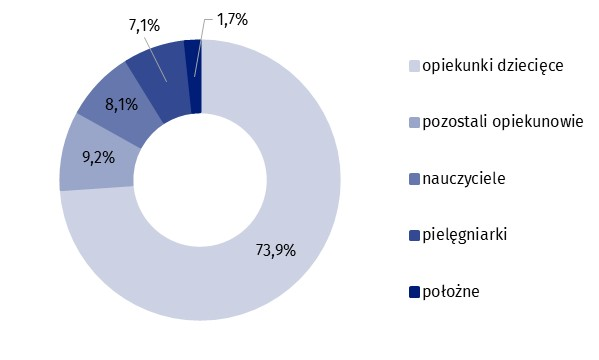 7,1%
1,7%
8,1%
9,2%
73,9%
opiekunki dziecięce
pozostali opiekunowie
nauczyciele
pielęgniarki
położne